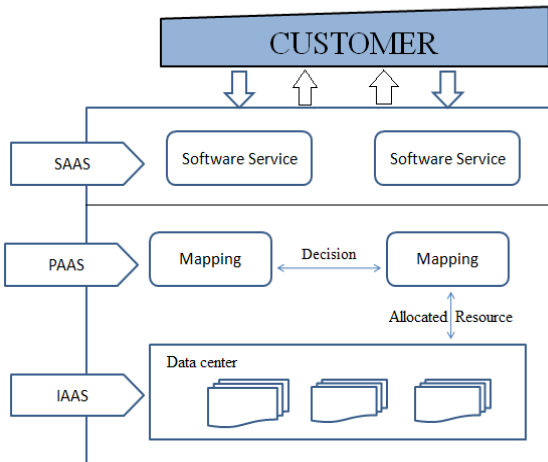 CUSTOMER
SAAS
Software Service
Software Service
PAAS
Mapping
Decision
Mapping
Allocated Resource
IAAS
Data center